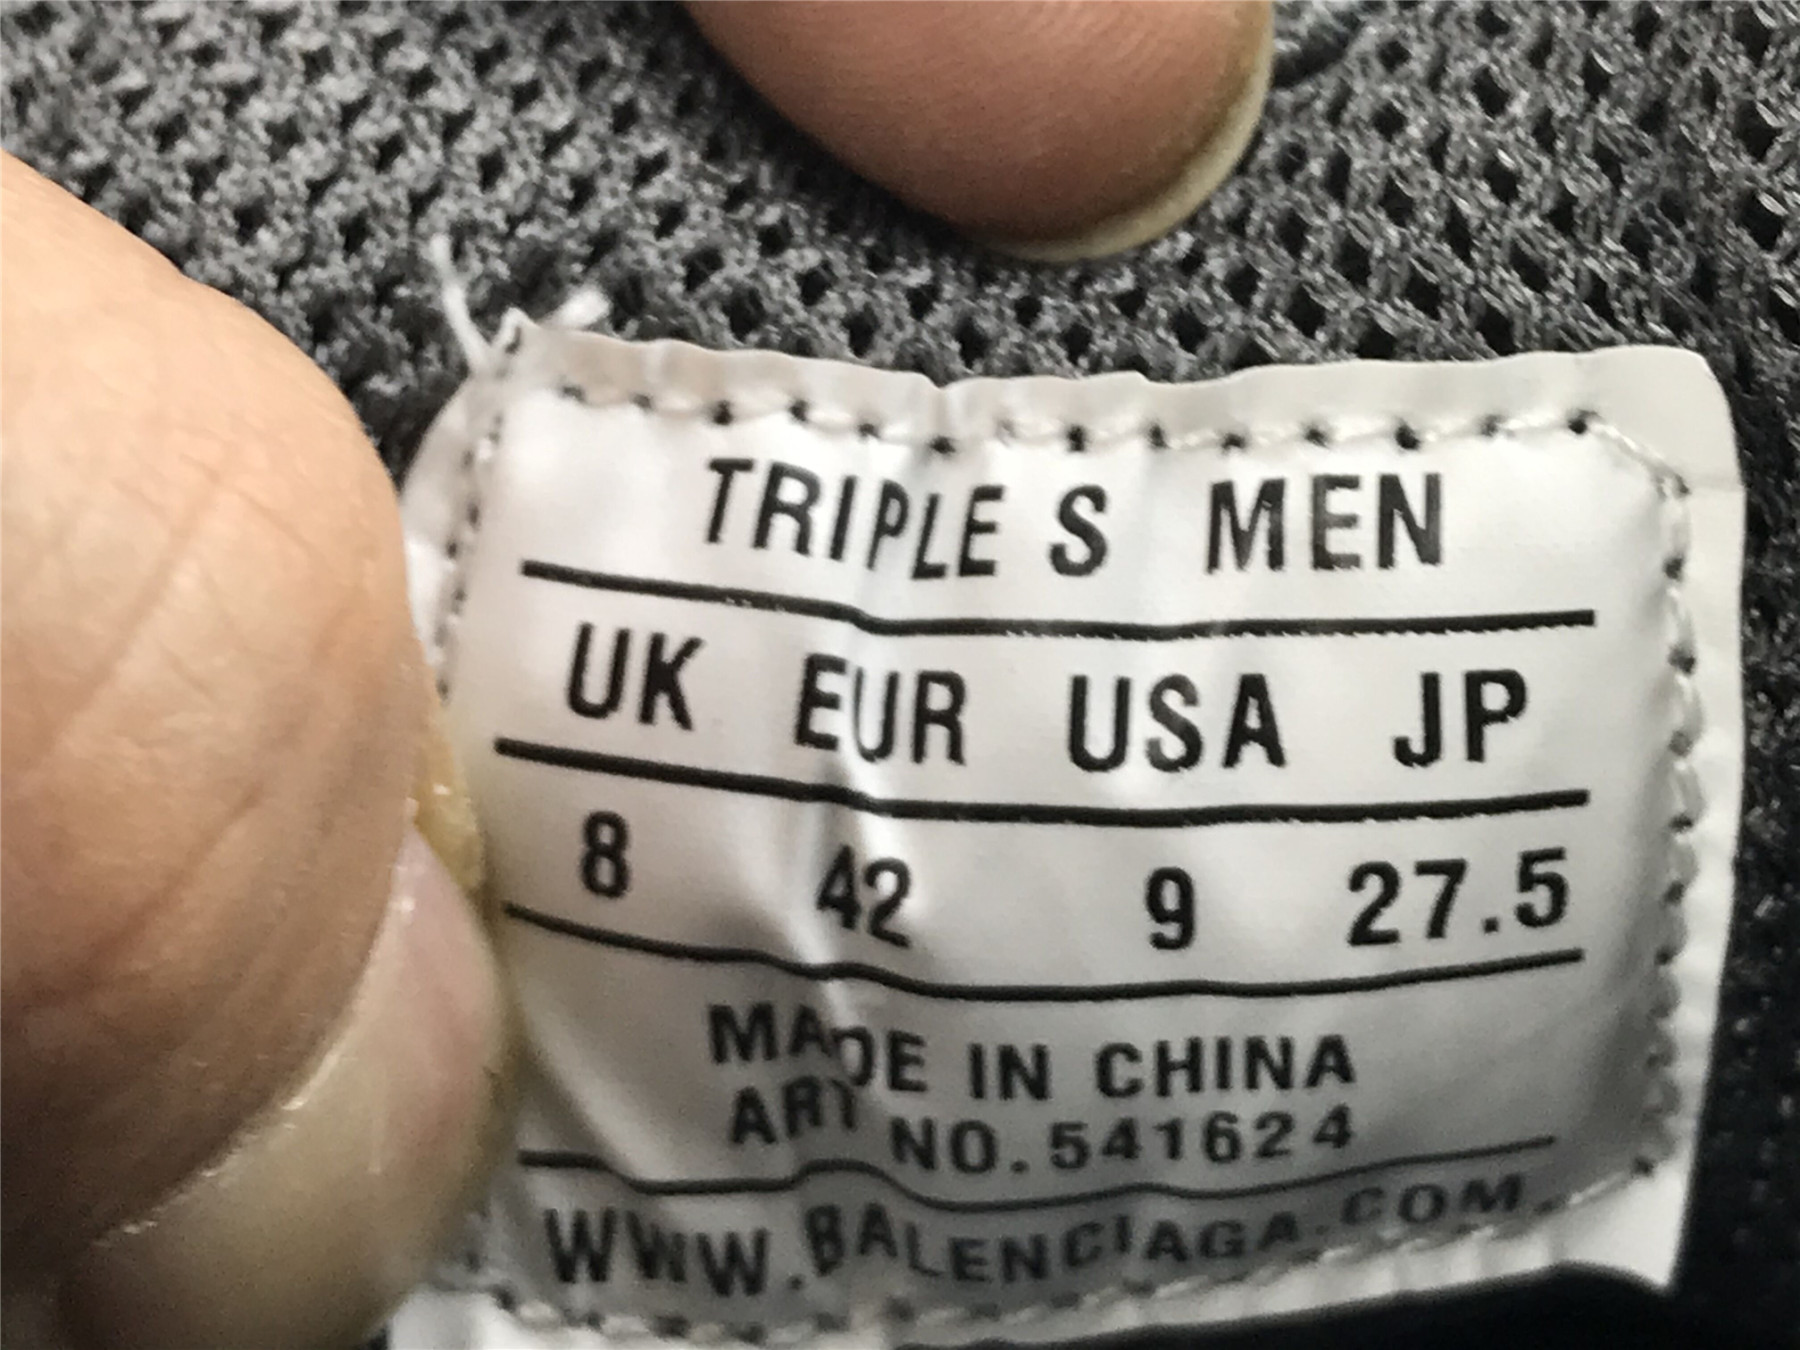 TRIPLE S MEN
UK EUR USA JP
8 42 9 27.5
MADE IN CHINA
ART NO.541624
WWW.BALENCIAGA.COM.